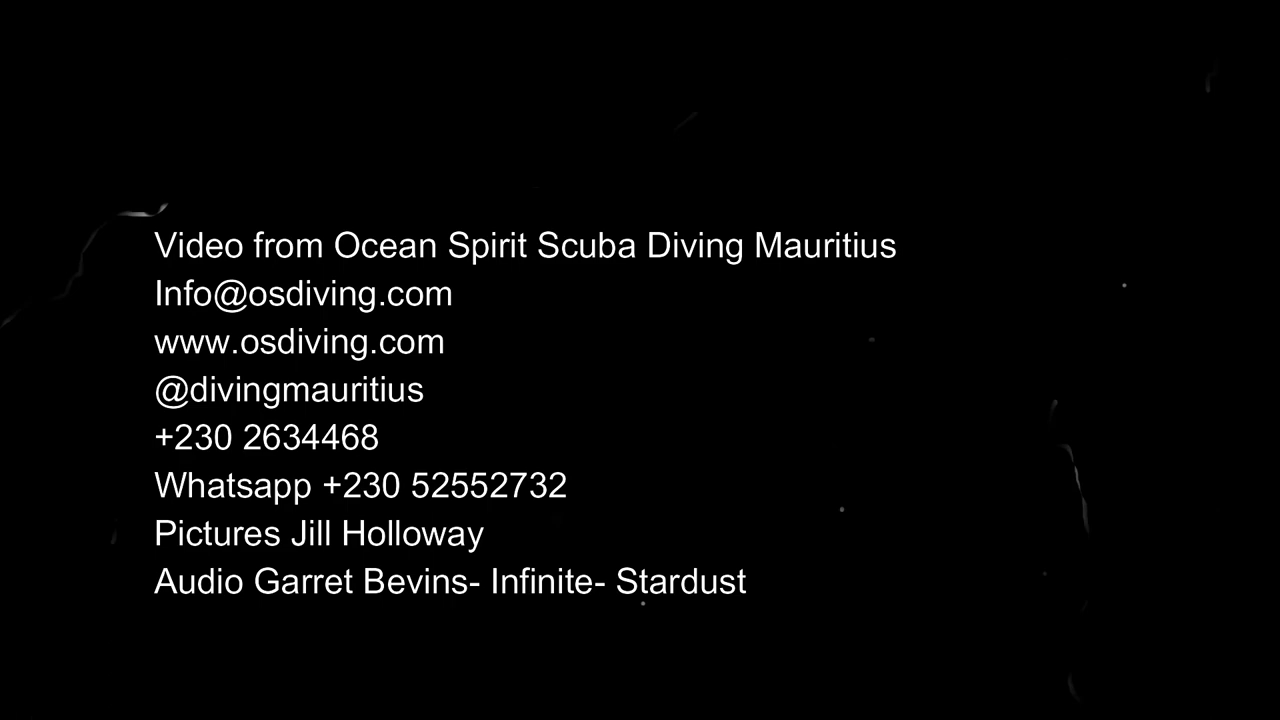 Video from Ocean Spirit Scuba Diving Mauritius
Info@osdiving.com
www.osdiving.com
@divingmauritius
+230 2634468
Whatsapp +230 52552732
Pictures Jill Holloway
Audio Garret Bevins- Infinite- Stardust